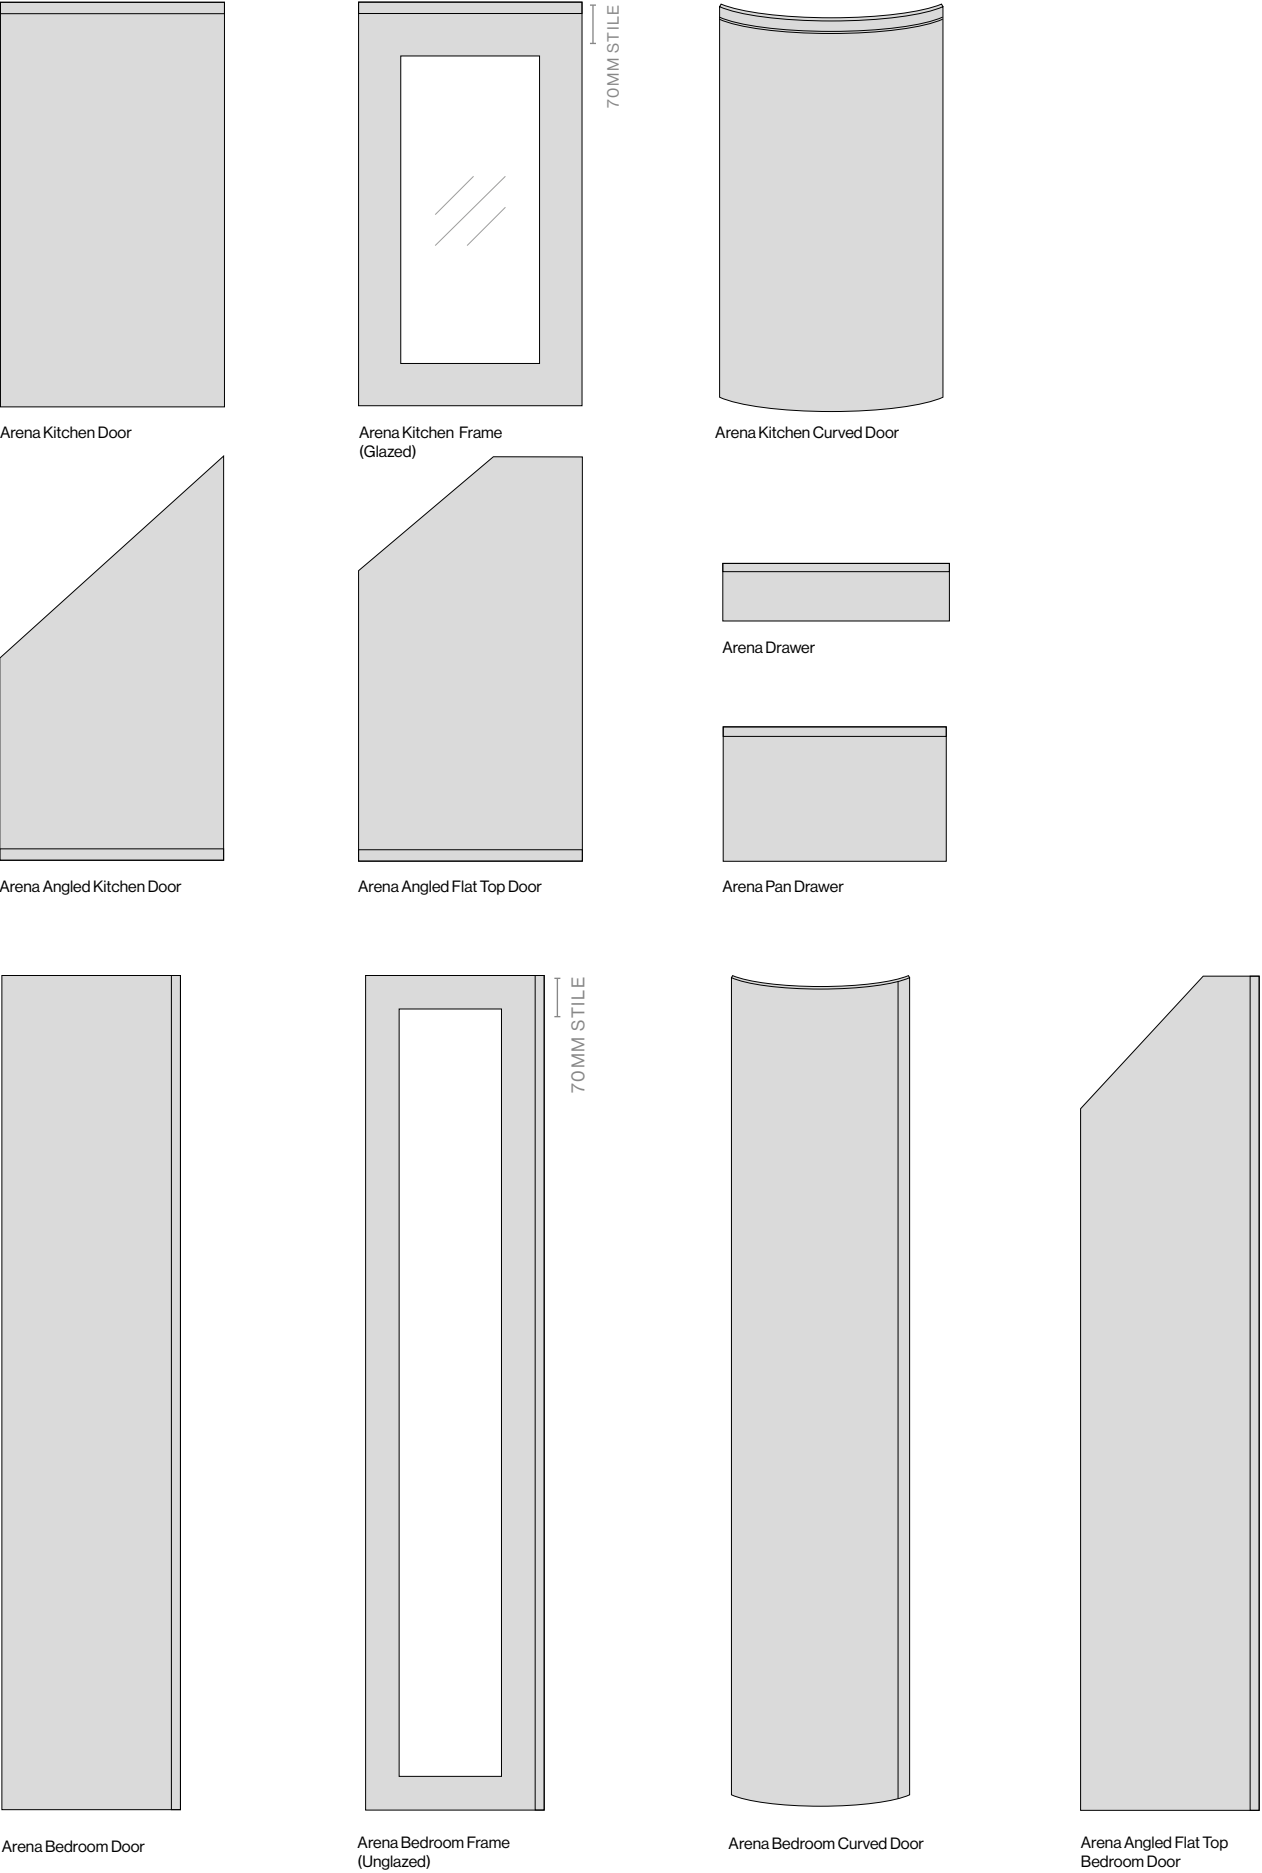 70MM STILE
Arena Kitchen Door
Arena Kitchen Frame
(Glazed)
Arena Kitchen Curved Door
Arena Drawer
Arena Angled Kitchen Door
Arena Angled Flat Top Door
Arena Pan Drawer
70MM STILE
Arena Bedroom Door
Arena Bedroom Frame
(Unglazed)
Arena Bedroom Curved Door
Arena Angled Flat Top
Bedroom Door